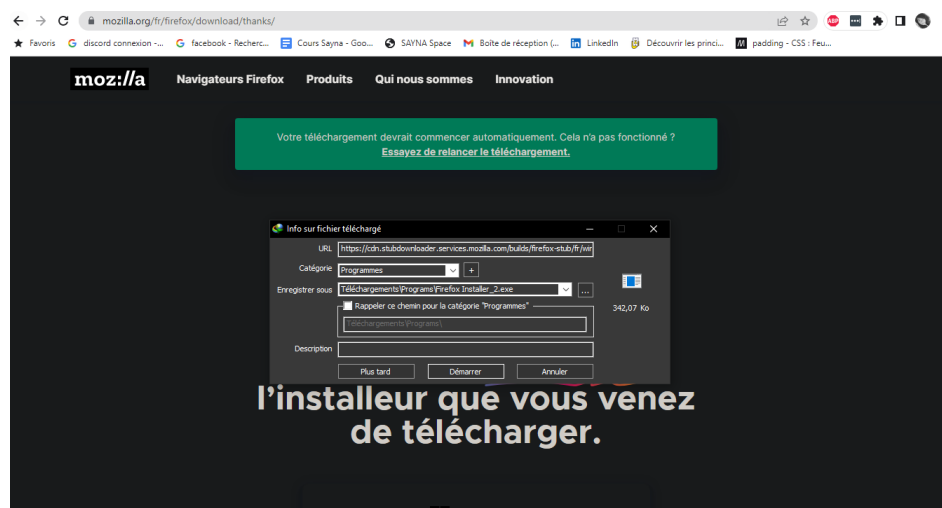 mozilla.org/fr/firefox/download/thanks/
Favoris discord connexion -... facebook - Recherc... Cours Sayna - Goo... SAYNA Space Boîte de réception (... LinkedIn Découvrir les princi... padding - CSS : Feu...
moz://a Navigateurs Firefox Produits Qui nous sommes Innovation
Votre téléchargement devrait commencer automatiquement. Cela n'a pas fonctionné ?
Essayez de relancer le téléchargement.
Info sur fichier téléchargé
URL https://cdn.stubdownloader.services.mozilla.com/builds/firefox-stub/fr/wir
Catégorie Programmes +
Enregistrer sous Téléchargements\Programs\Firefox Installer_2.exe ...
Rappeler ce chemin pour la catégorie "Programmes"
342,07 Ko
Téléchargements\Programs\
Description
Plus tard Démarrer Annuler
l'installeur que vous venez
de télécharger.